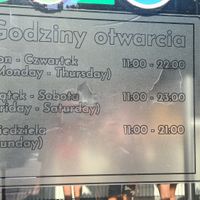 Godziny otwarcia
on - Czwartek 11:00 - 22:00
Monday - Thursday)
iątek - Sobota 11:00 - 23:00
riday - Saturday)
iedziela 11:00 - 21:00
unday)